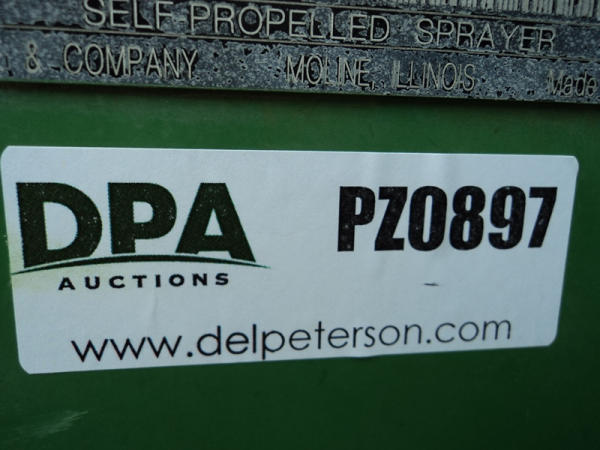 SELF PROPELLED SPRAYER
& COMPANY MOLINE, ILLINOIS Made
DPA
AUCTIONS
PZ0897
www.delpeterson.com